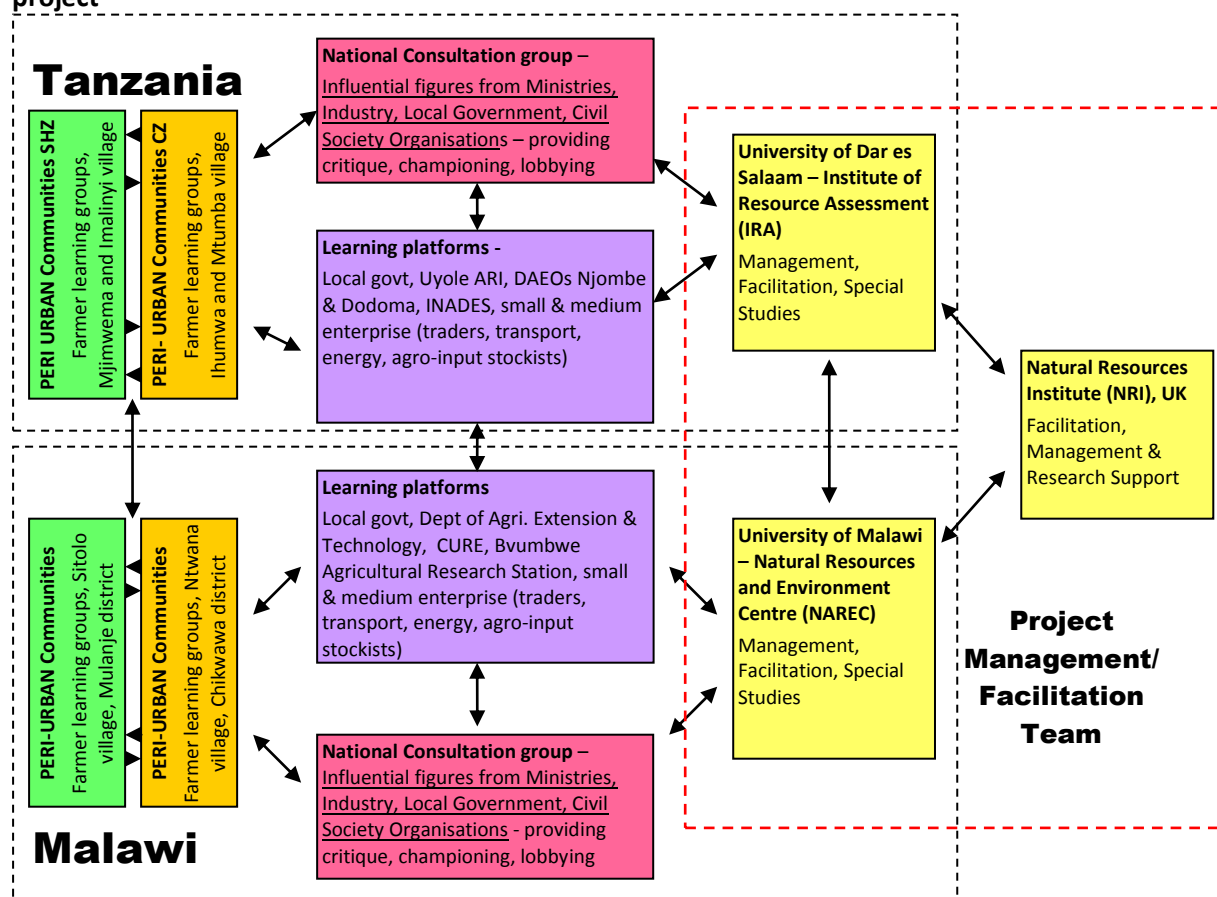 project
Tanzania
PERI URBAN Communities SHZ
Farmer learning groups,
Mjimwema and Imalinyi village
PERI- URBAN Communities CZ
Farmer learning groups,
Ihumwa and Mtumba village
National Consultation group –
Influential figures from Ministries,
Industry, Local Government, Civil
Society Organisations – providing
critique, championing, lobbying
Learning platforms -
Local govt, Uyole ARI, DAEOs Njombe
& Dodoma, INADES, small & medium
enterprise (traders, transport,
energy, agro-input stockists)
University of Dar es
Salaam – Institute of
Resource Assessment
(IRA)
Management,
Facilitation, Special
Studies
Natural Resources
Institute (NRI), UK
Facilitation,
Management &
Research Support
PERI-URBAN Communities
Farmer learning groups, Sitolo
village, Mulanje district
PERI-URBAN Communities
Farmer learning groups, Ntwana
village, Chikwawa district
Learning platforms
Local govt, Dept of Agri. Extension &
Technology, CURE, Bvumbwe
Agricultural Research Station, small
& medium enterprise (traders,
transport, energy, agro-input
stockists)
University of Malawi
– Natural Resources
and Environment
Centre (NAREC)
Management,
Facilitation, Special
Studies
Project
Management/
Facilitation
Team
National Consultation group –
Influential figures from Ministries,
Industry, Local Government, Civil
Society Organisations - providing
critique, championing, lobbying
Malawi